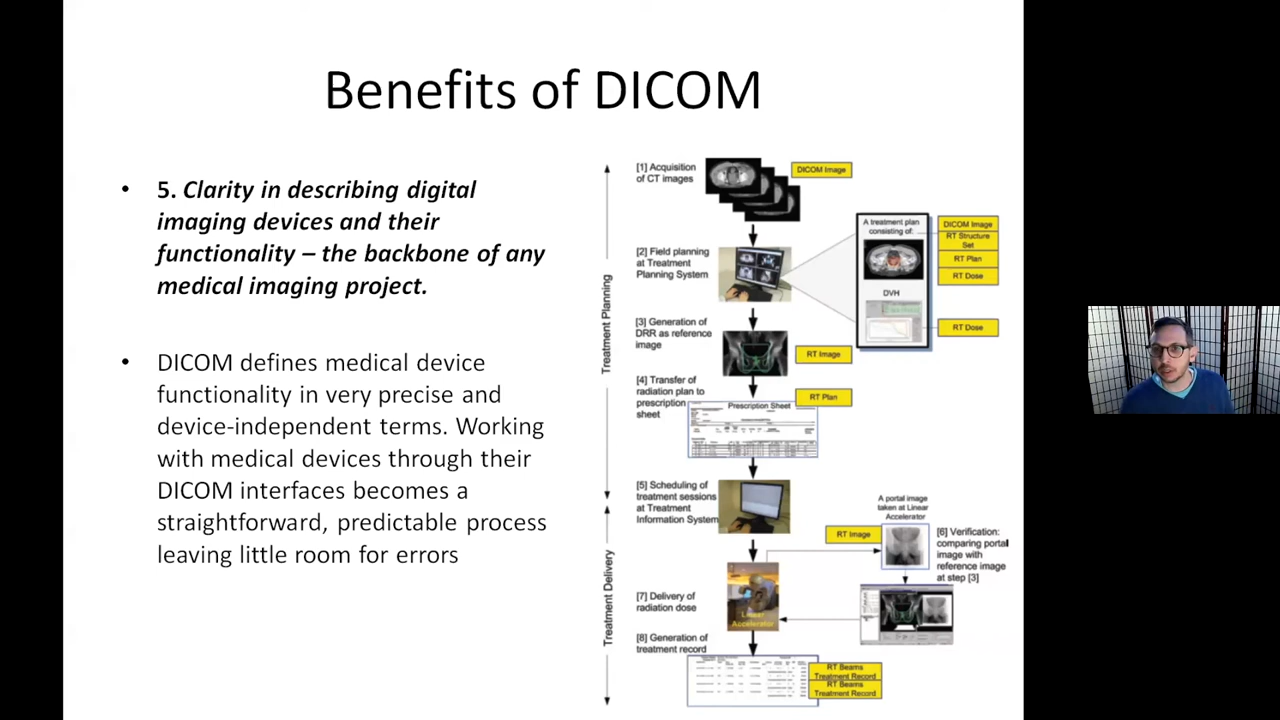 Benefits of DICOM
• 5. Clarity in describing digital
imaging devices and their
functionality – the backbone of any
medical imaging project.
• DICOM defines medical device
functionality in very precise and
device-independent terms. Working
with medical devices through their
DICOM interfaces becomes a
straightforward, predictable process
leaving little room for errors
Treatment Planning
Treatment Delivery
[1] Acquisition
of CT images
DICOM Image
[2] Field planning
at Treatment
Planning System
A treatment plan
consisting of:
DICOM Image
RT Structure
Set
RT Plan
RT Dose
DVH
RT Dose
[3] Generation of
DRR as reference
image
RT Image
[4] Transfer of
radiation plan to
prescription
sheet
RT Plan
Prescription Sheet
[5] Scheduling of
treatment sessions
at Treatment
Information System
A portal image
taken at Linear
Accelerator
RT Image
[6] Verification:
comparing portal
image with
reference image
at step [3]
[7] Delivery of
radiation dose
Linear
Accelerator
[8] Generation of
treatment record
RT Beams
Treatment Record
RT Beams
Treatment Record